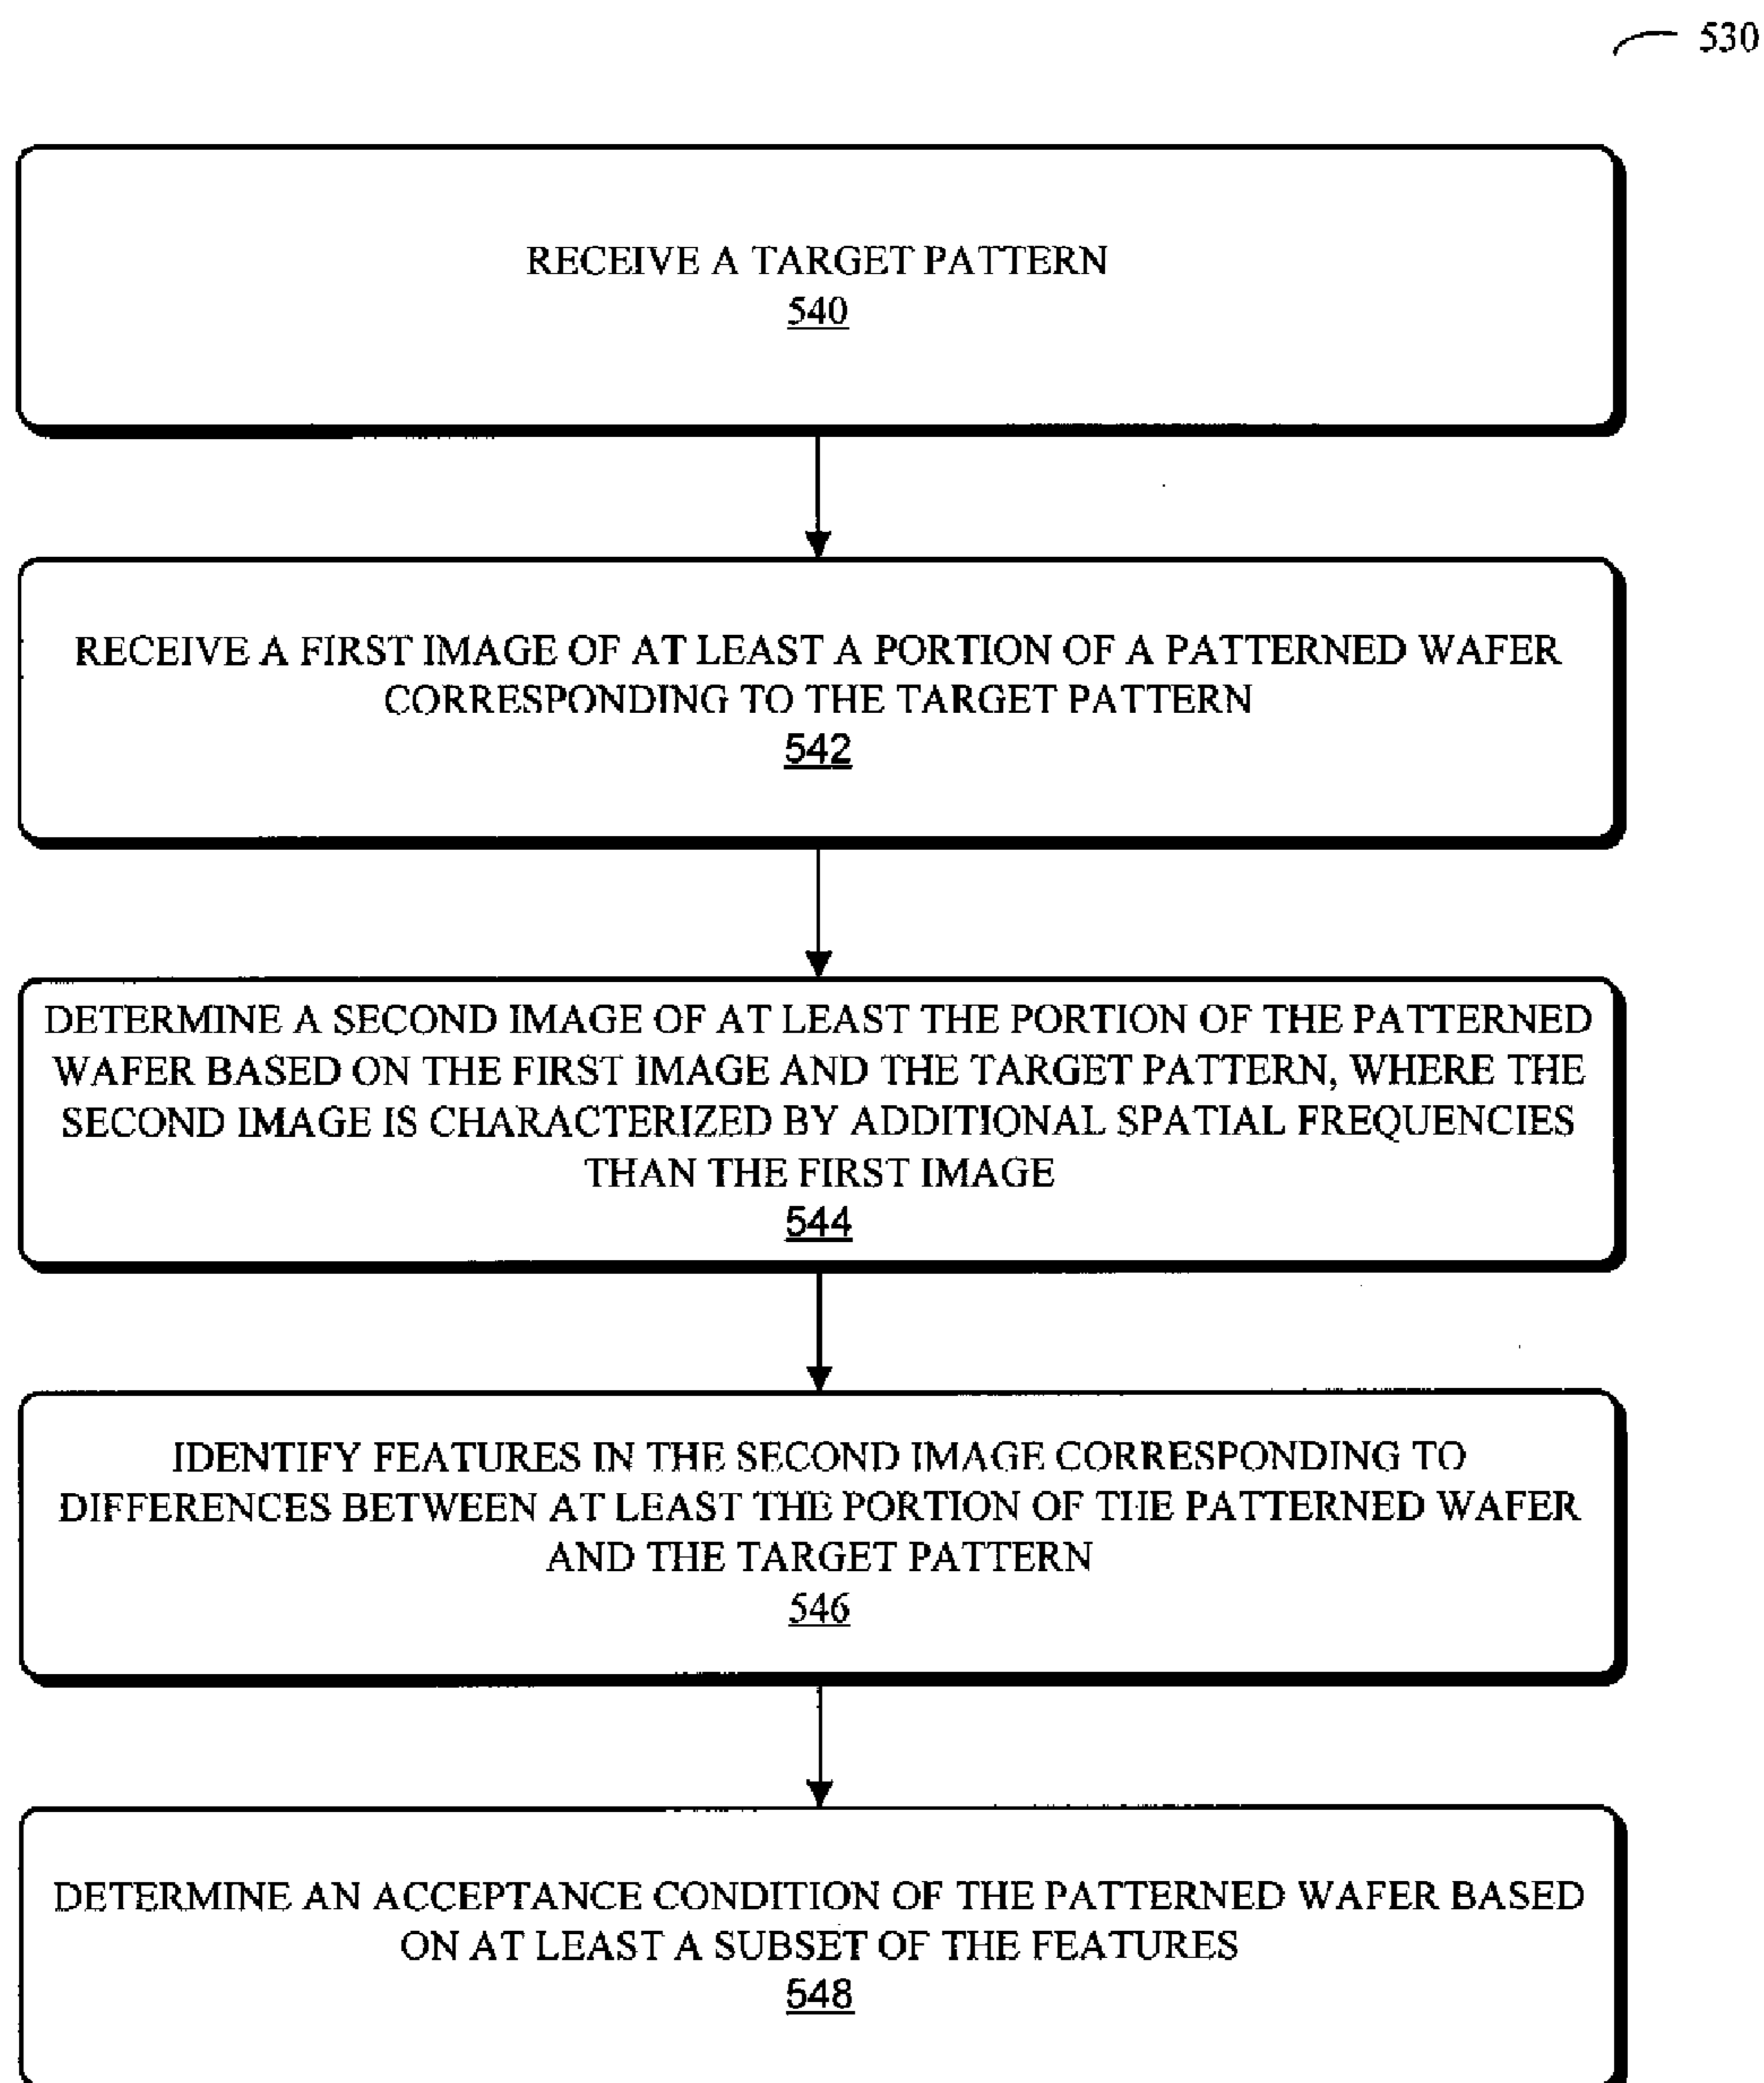 530
RECEIVE A TARGET PATTERN
540
RECEIVE A FIRST IMAGE OF AT LEAST A PORTION OF A PATTERNED WAFER
CORRESPONDING TO THE TARGET PATTERN
542
DETERMINE A SECOND IMAGE OF AT LEAST THE PORTION OF THE PATTERNED
WAFER BASED ON THE FIRST IMAGE AND THE TARGET PATTERN, WHERE THE
SECOND IMAGE IS CHARACTERIZED BY ADDITIONAL SPATIAL FREQUENCIES
THAN THE FIRST IMAGE
544
IDENTIFY FEATURES IN THE SECOND IMAGE CORRESPONDING TO
DIFFERENCES BETWEEN AT LEAST THE PORTION OF THE PATTERNED WAFER
AND THE TARGET PATTERN
546
DETERMINE AN ACCEPTANCE CONDITION OF THE PATTERNED WAFER BASED
ON AT LEAST A SUBSET OF THE FEATURES
548